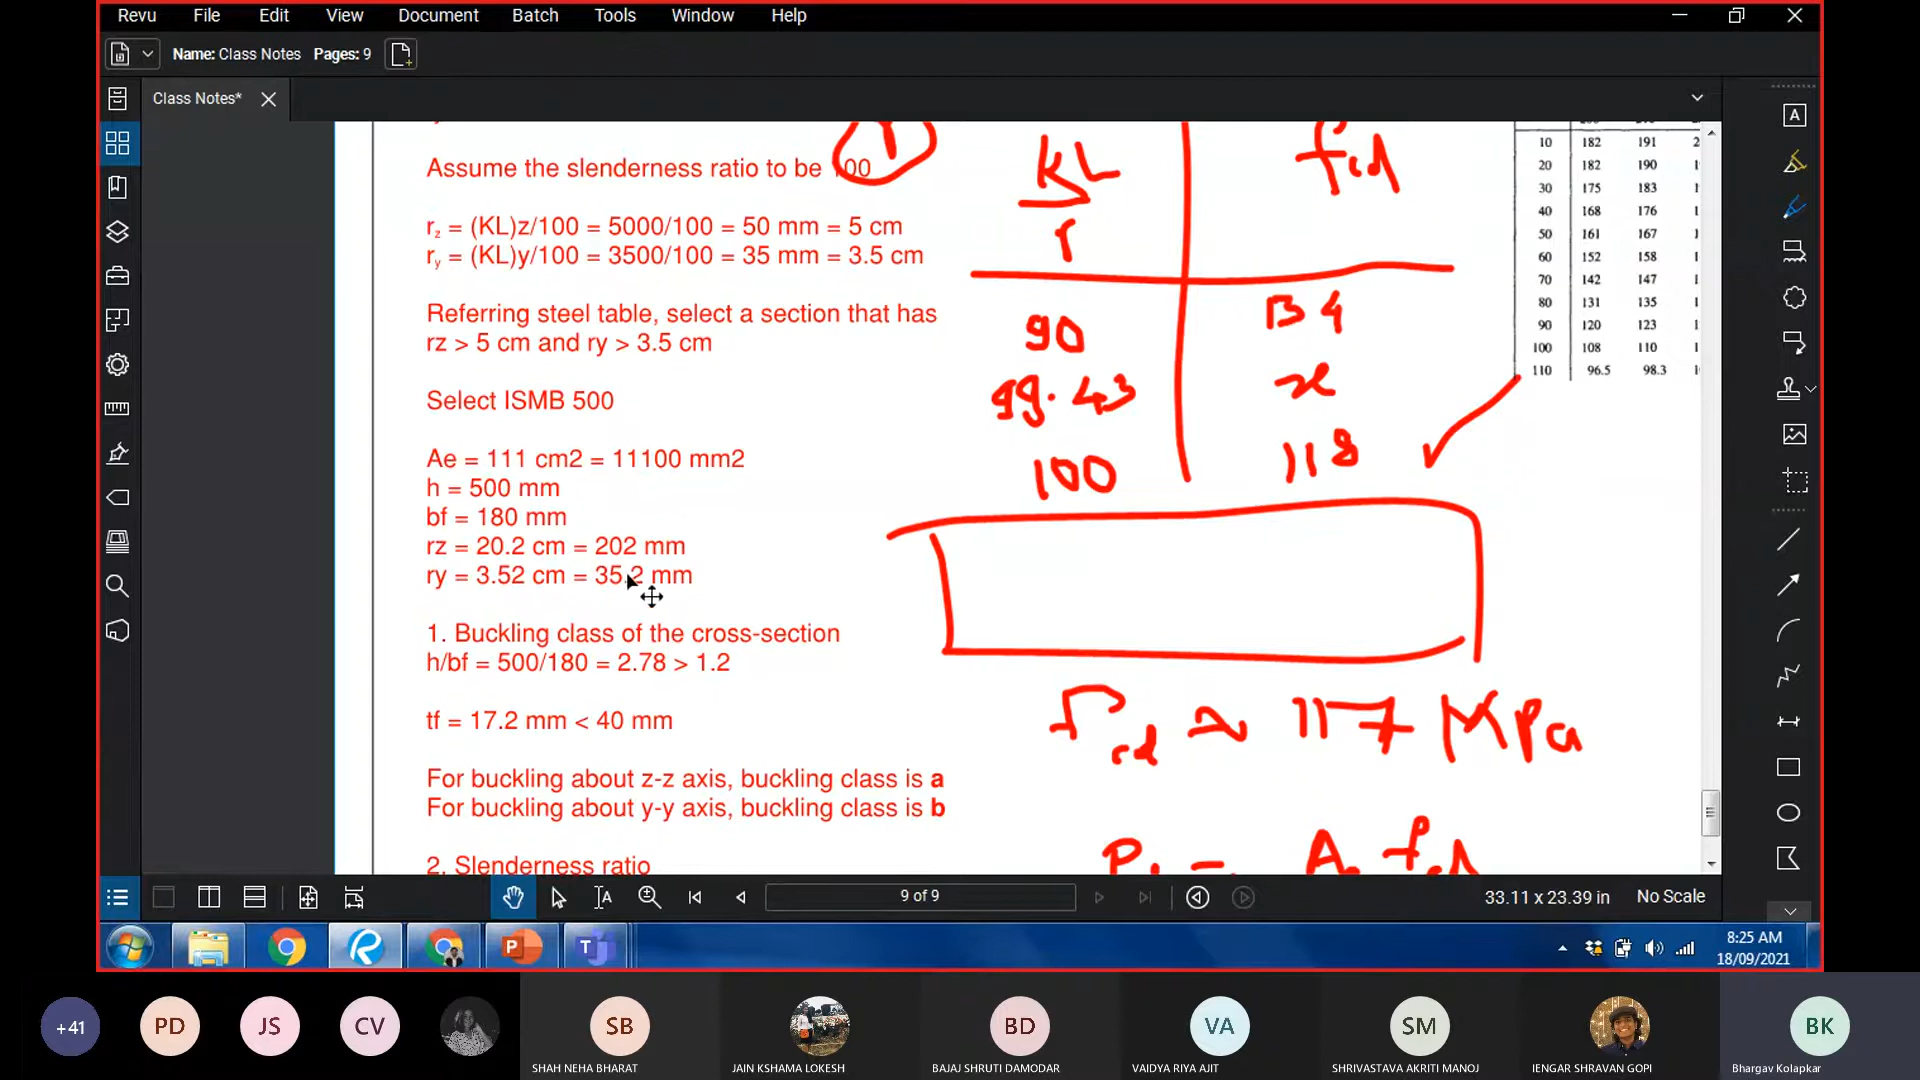 Revu File Edit View Document Batch Tools Window Help
Name: Class Notes Pages: 9
Class Notes*
Assume the slenderness ratio to be 100
rz = (KL)z/100 = 5000/100 = 50 mm = 5 cm
ry = (KL)y/100 = 3500/100 = 35 mm = 3.5 cm
Referring steel table, select a section that has
rz > 5 cm and ry > 3.5 cm
Select ISMB 500
Ae = 111 cm2 = 11100 mm2
h = 500 mm
bf = 180 mm
rz = 20.2 cm = 202 mm
ry = 3.52 cm = 35.2 mm
1. Buckling class of the cross-section
h/bf = 500/180 = 2.78 > 1.2
tf = 17.2 mm < 40 mm
For buckling about z-z axis, buckling class is a
For buckling about y-y axis, buckling class is b
2. Slenderness ratio
KL
r
fcd
90 134
99.43 x
100 118
fcd ≈ 117 MPa
10 182 191
20 182 190
30 175 183
40 168 176
50 161 167
60 152 158
70 142 147
80 131 135
90 120 123
100 108 110
110 96.5 98.3
9 of 9
33.11 x 23.39 in No Scale
8:25 AM
18/09/2021
+41 PD JS CV SB BD VA SM BK
SHAH NEHA BHARAT JAIN KSHAMA LOKESH BAJAJ SHRUTI DAMODAR VAIDYA RIYA AJIT SHRIVASTAVA AKRITI MANOJ IENGAR SHRAVAN GOPI Bhargav Kolapkar